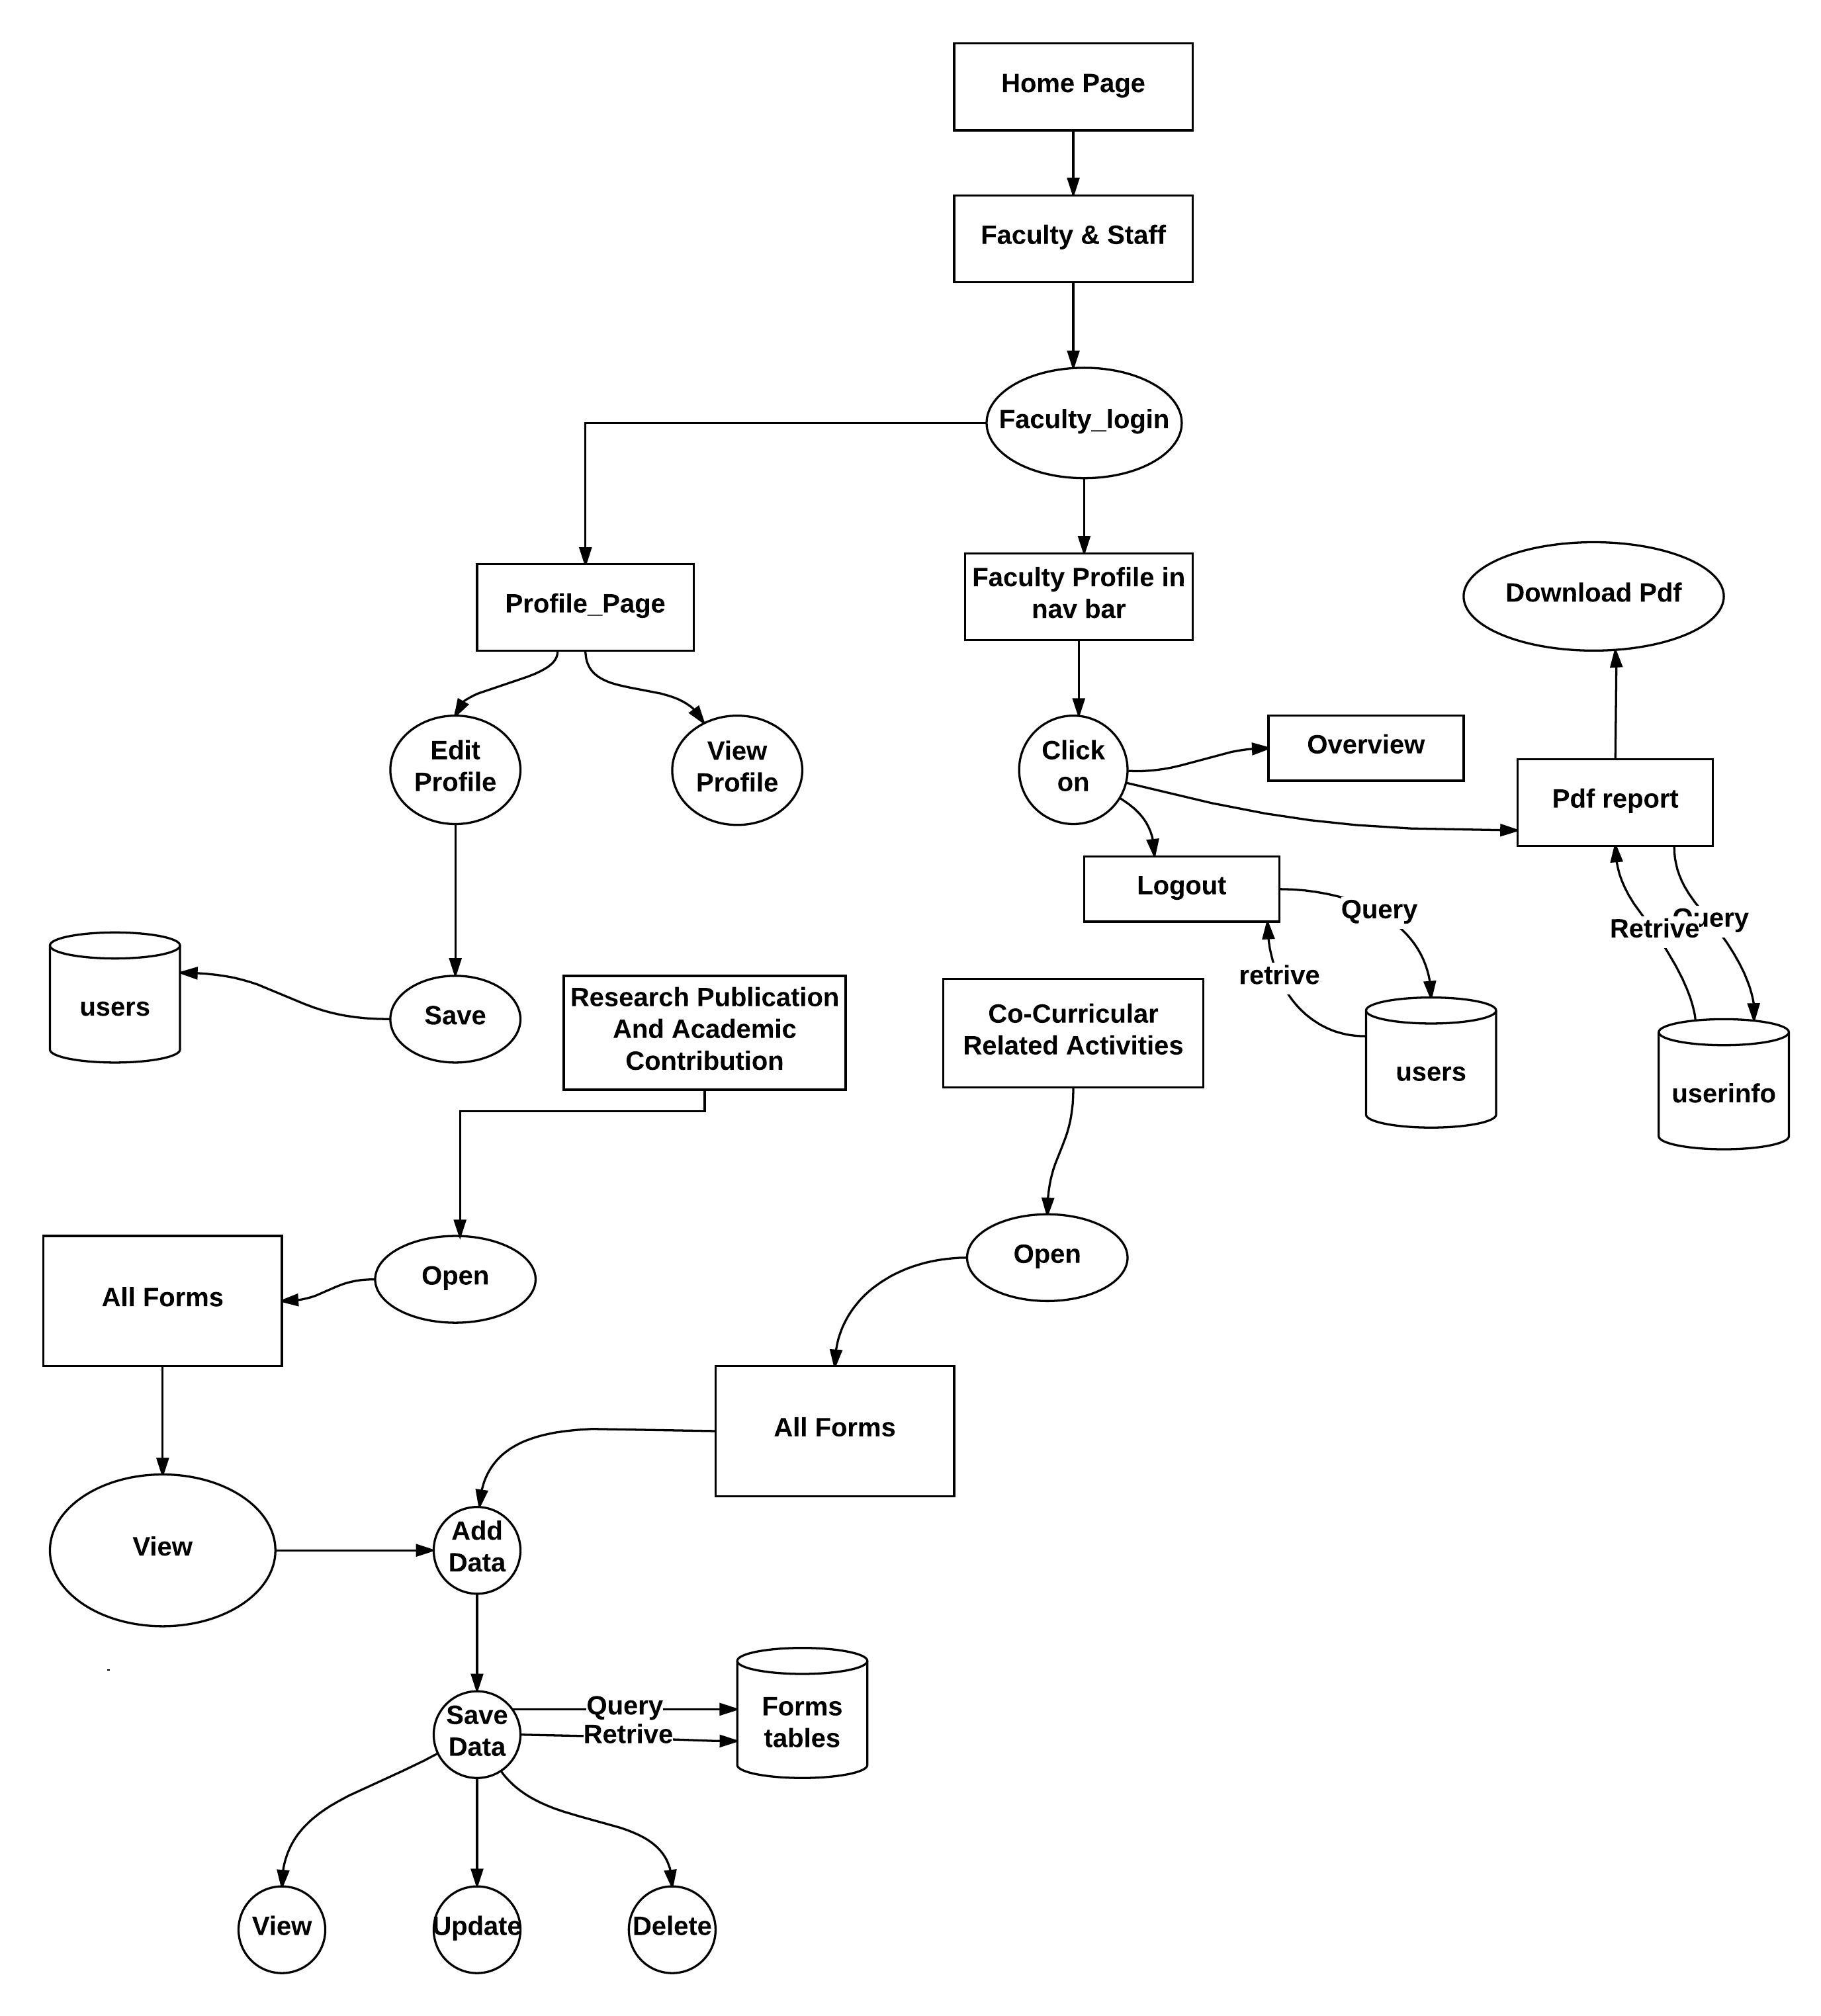 Home Page
Faculty & Staff
Faculty_login
Profile_Page
Faculty Profile in
nav bar
Download Pdf
Edit
Profile
View
Profile
Click
on
Overview
Pdf report
Logout
Query
retrive
Query
Retrive
users
Save
Research Publication
And Academic
Contribution
Co-Curricular
Related Activities
users
userinfo
All Forms
Open
Open
All Forms
View
Add
Data
Save
Data
Query
Retrive
Forms
tables
View
Update
Delete